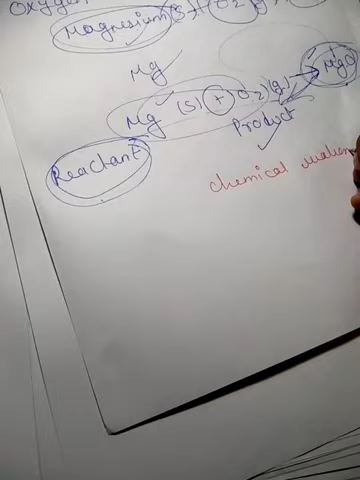 Oxygen
Magnesium (s) + O
Mg
Mg (s) + O2 (g) → MgO
Product
Reactant
chemical